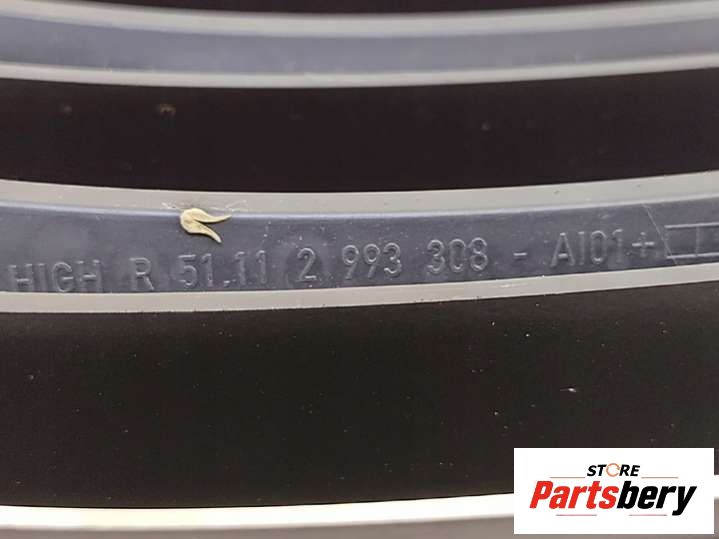 HIGH R 51.11 2 993 308 - AI01+
STORE
Partsbery